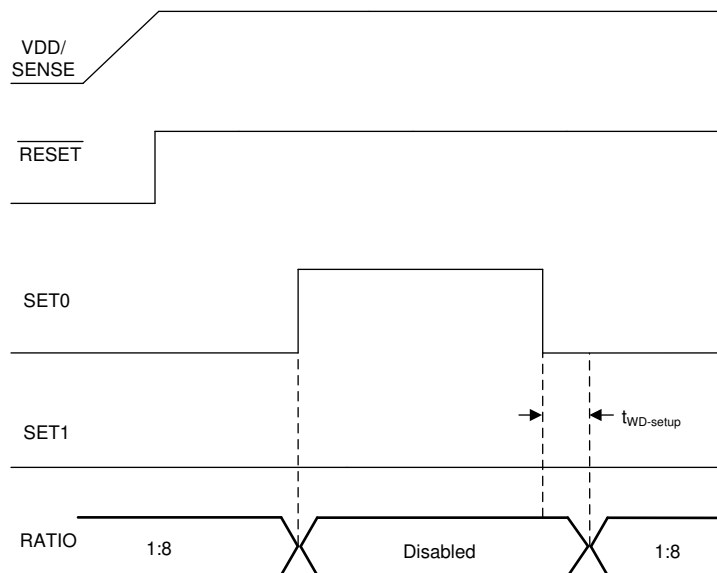 VDD/
SENSE
RESET
SET0
SET1
tWD-setup
RATIO
1:8
Disabled
1:8